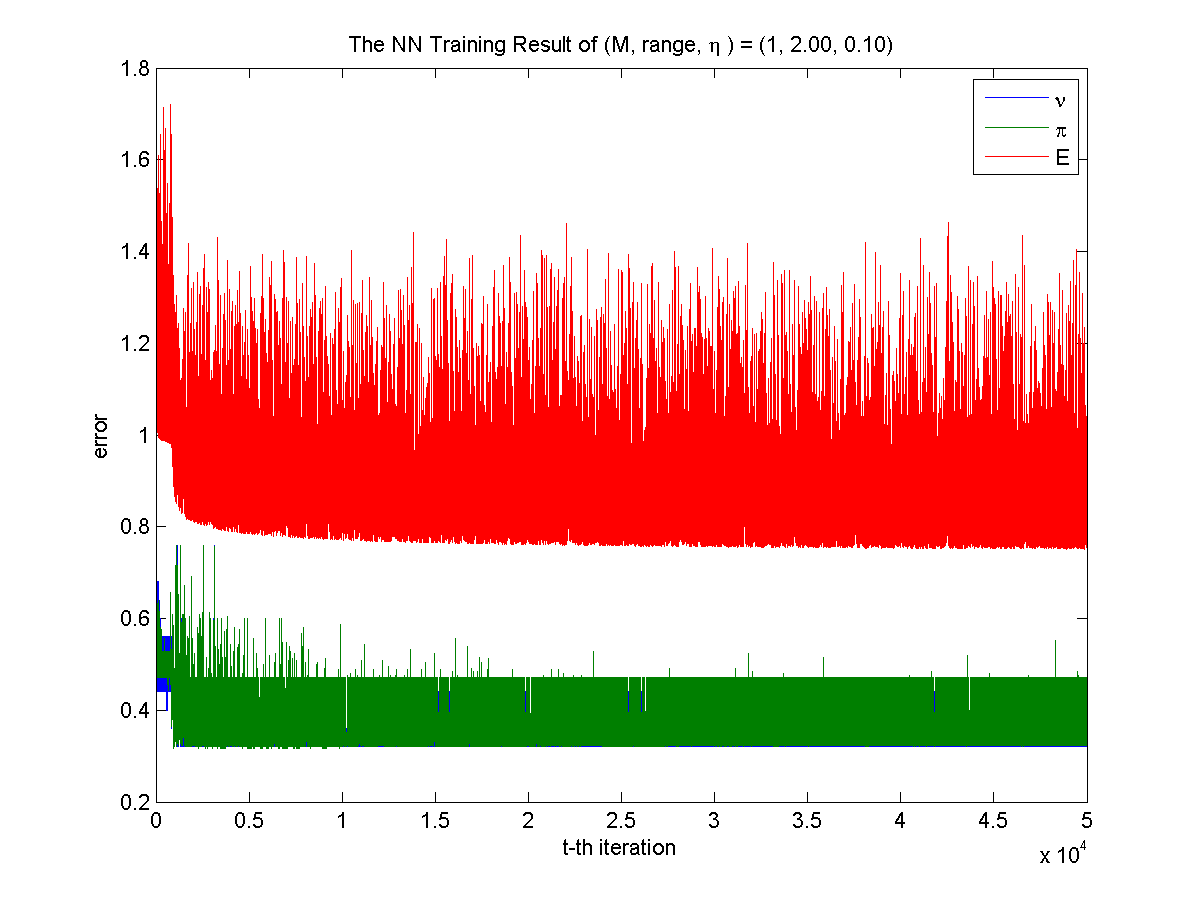 The NN Training Result of (M, range, η ) = (1, 2.00, 0.10)
1.8
1.6
1.4
1.2
1
0.8
0.6
0.4
0.2
error
ν
π
E
0 0.5 1 1.5 2 2.5 3 3.5 4 4.5 5
x 10^4
t-th iteration